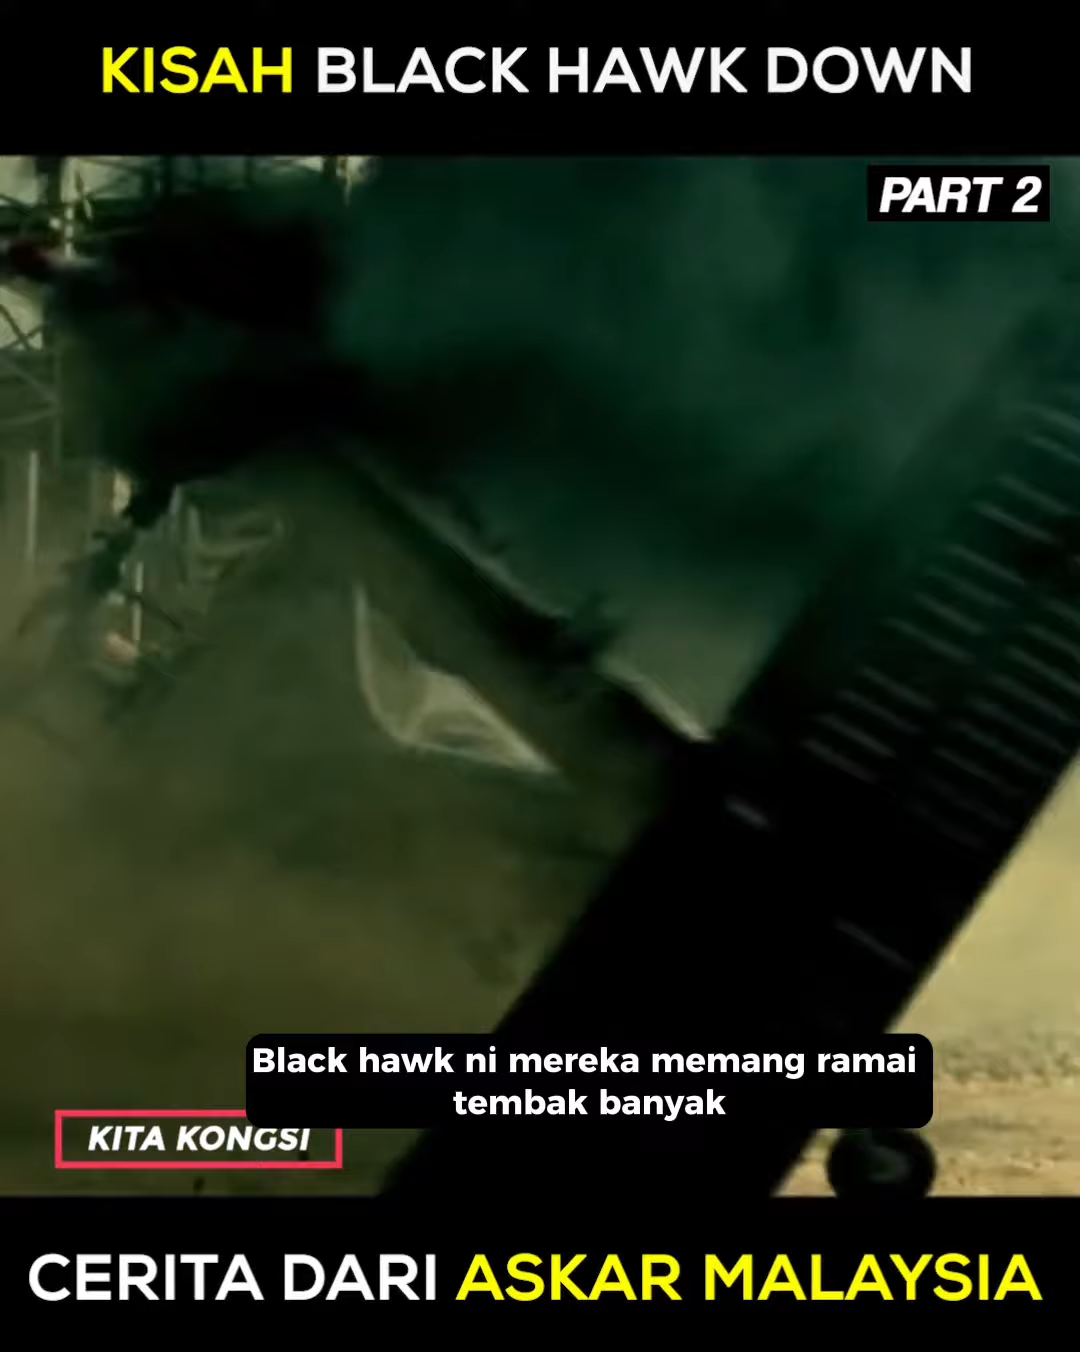 KISAH BLACK HAWK DOWN
PART 2
Black hawk ni mereka memang ramai
tembak banyak
KITA KONGSI
CERITA DARI ASKAR MALAYSIA